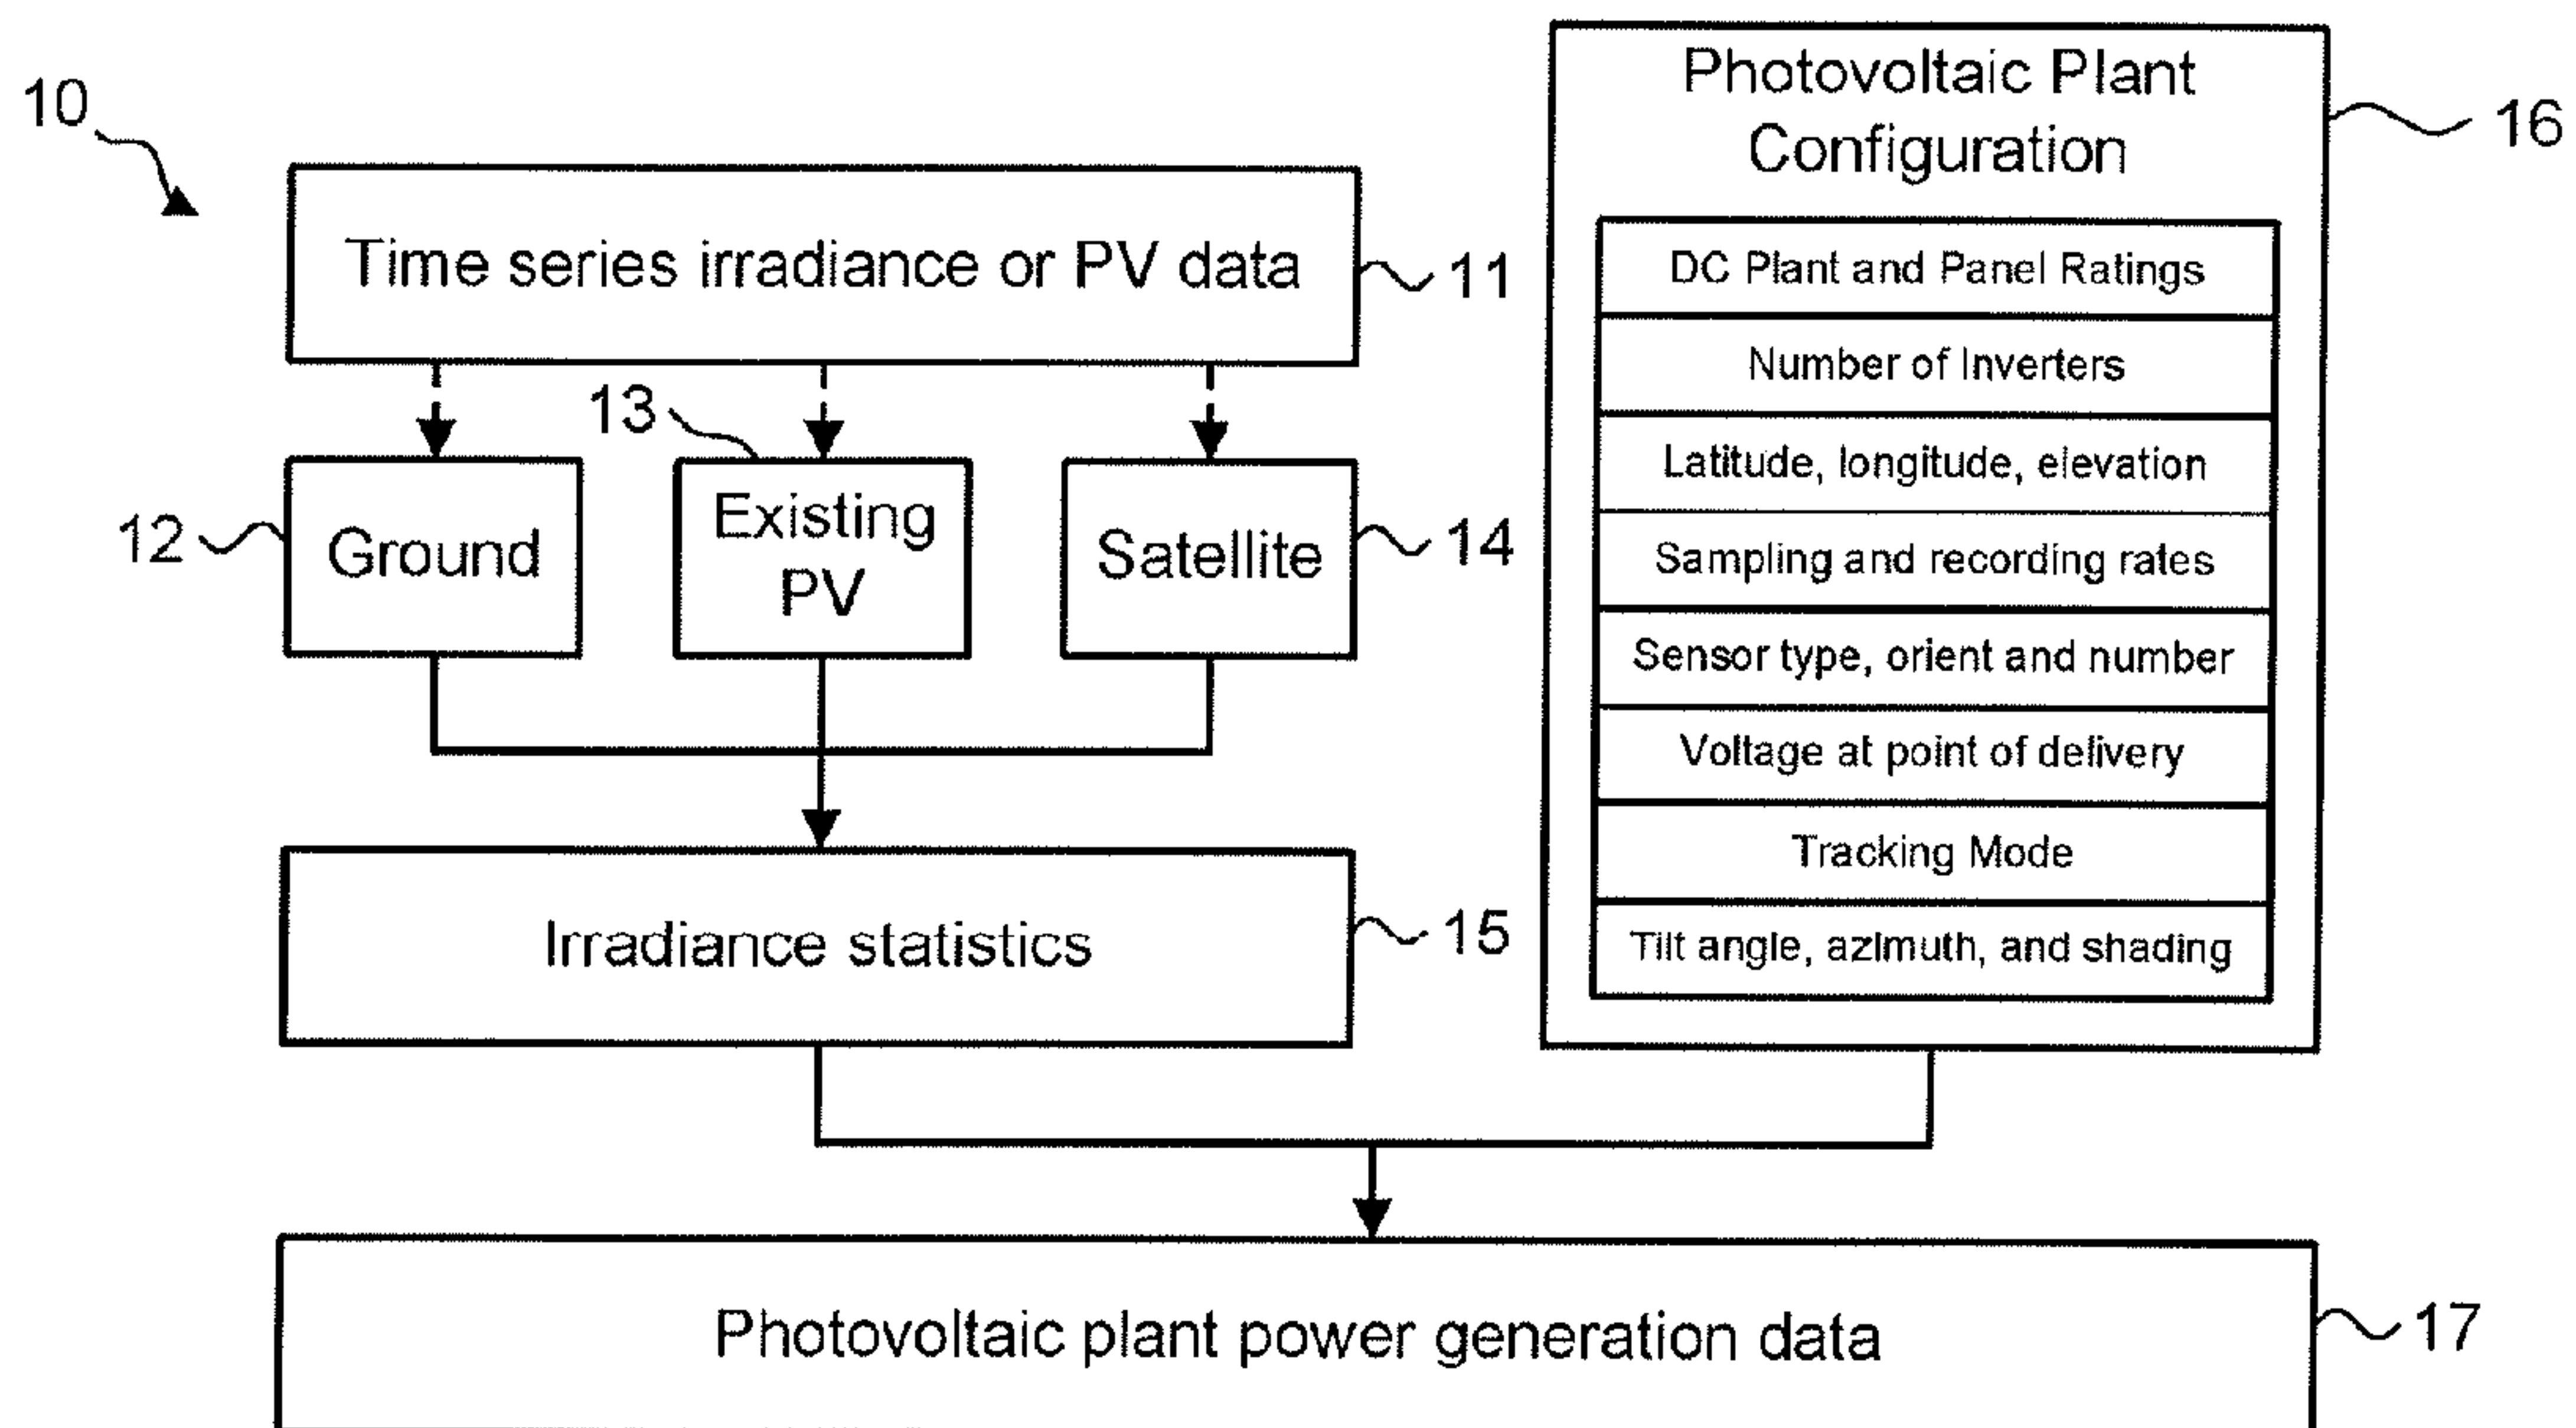 10
Time series irradiance or PV data
11
12
Ground
13
Existing
PV
Satellite
14
Irradiance statistics
15
Photovoltaic Plant
Configuration
16
DC Plant and Panel Ratings
Number of Inverters
Latitude, longitude, elevation
Sampling and recording rates
Sensor type, orient and number
Voltage at point of delivery
Tracking Mode
Tilt angle, azimuth, and shading
Photovoltaic plant power generation data
17